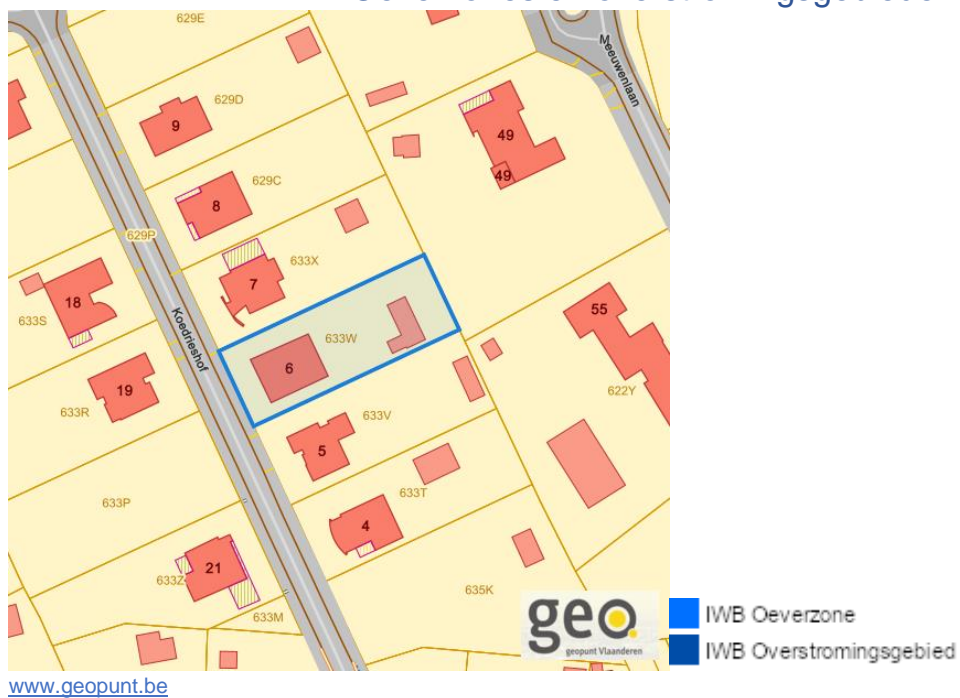 629E
Meeuwenlaan
629D
9
49
49
629C
8
629P
633X
7
18
633S
Koedrieshof
55
633W
6
19
633R
622Y
633V
5
633P
633T
4
21
633Z
633M
635K
geo
geopunt Vlaanderen
IWB Oeverzone
IWB Overstromingsgebied
www.geopunt.be